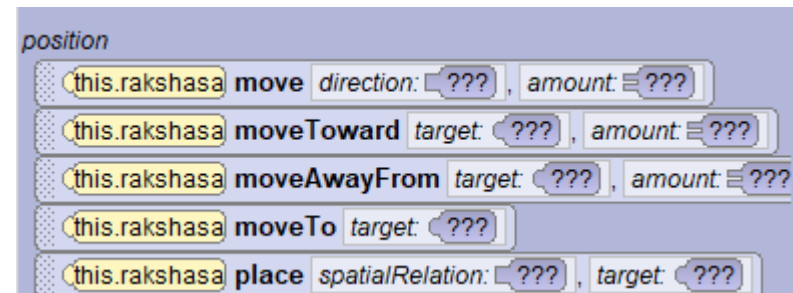 position
this.rakshasa move direction: ??? , amount: ???
this.rakshasa moveToward target: ??? , amount: ???
this.rakshasa moveAwayFrom target: ??? , amount: ???
this.rakshasa moveTo target: ???
this.rakshasa place spatialRelation: ??? , target: ???